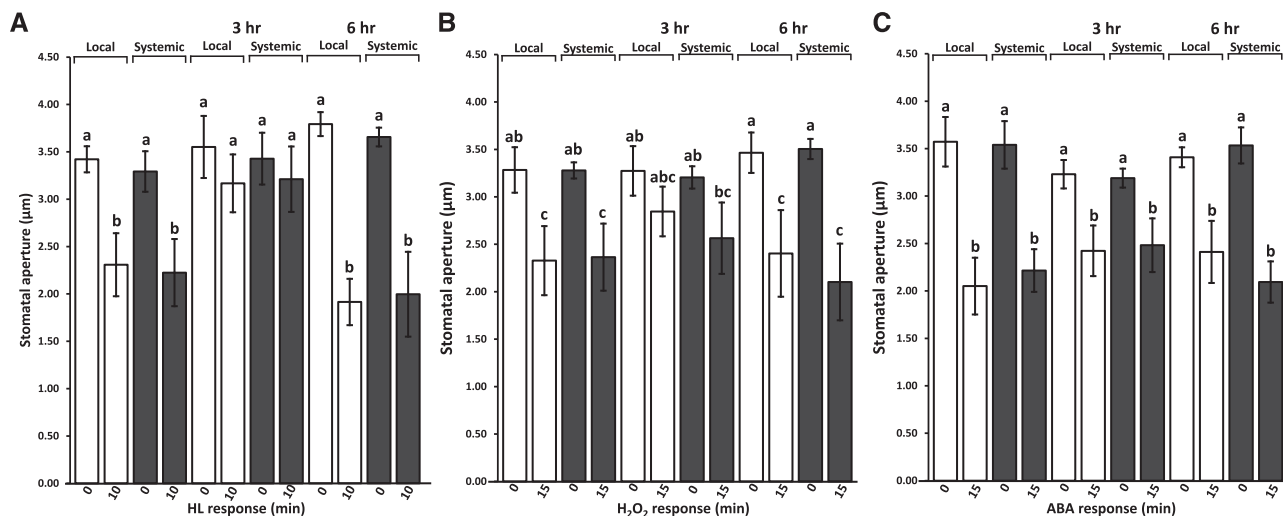 A
3 hr 6 hr
Local Systemic Local Systemic Local Systemic
4.50
4.00
3.50
3.00
2.50
2.00
1.50
1.00
0.50
0.00
Stomatal aperture (µm)
a b a b a a a a a b a b
0 10 0 10 0 10 0 10 0 10 0 10
HL response (min)
B
3 hr 6 hr
Local Systemic Local Systemic Local Systemic
4.50
4.00
3.50
3.00
2.50
2.00
1.50
1.00
0.50
0.00
Stomatal aperture (µm)
ab c ab c ab abc ab bc a c a c
0 15 0 15 0 15 0 15 0 15 0 15
H₂O₂ response (min)
C
3 hr 6 hr
Local Systemic Local Systemic Local Systemic
4.50
4.00
3.50
3.00
2.50
2.00
1.50
1.00
0.50
0.00
Stomatal aperture (µm)
a b a b a b a b a b a b
0 15 0 15 0 15 0 15 0 15 0 15
ABA response (min)